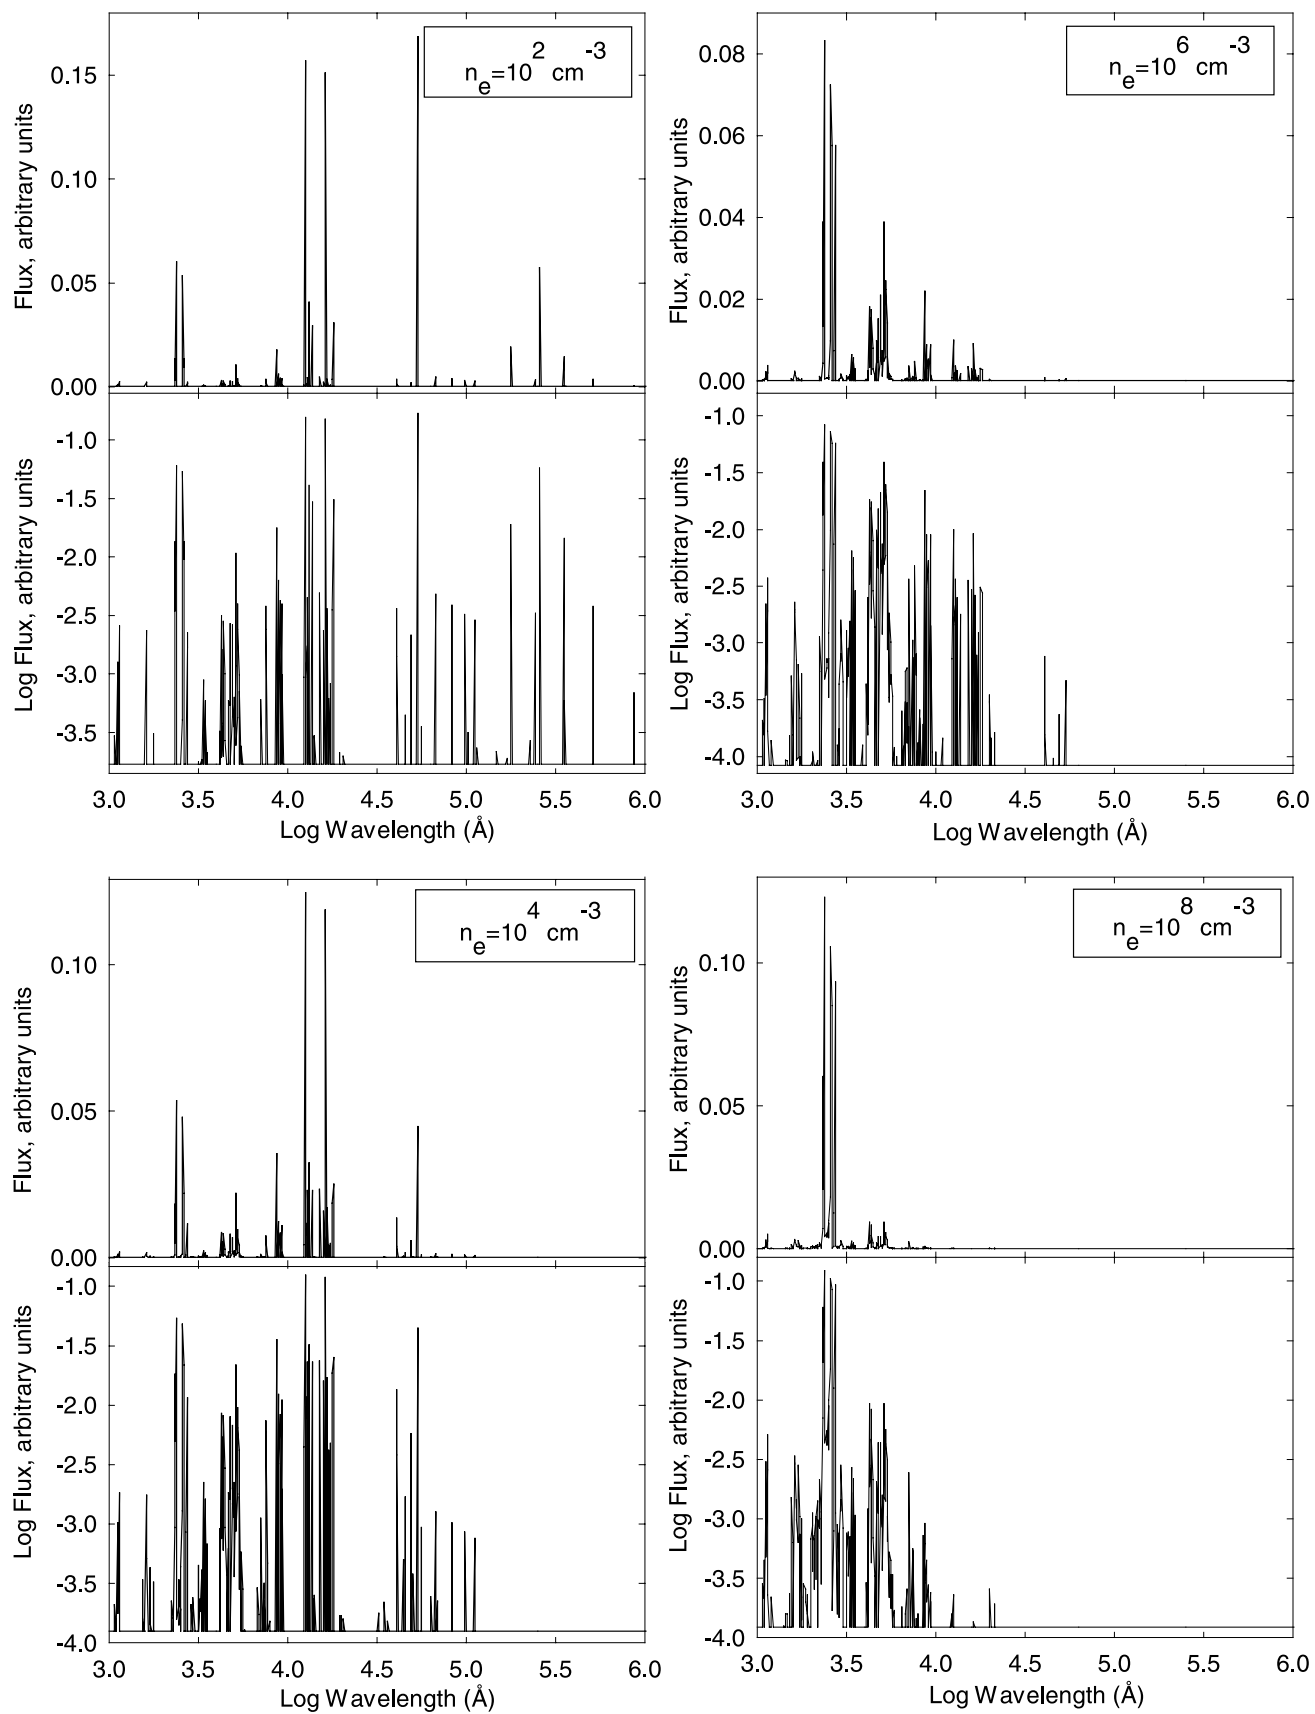 n_e=10^2 cm^-3
Flux, arbitrary units
0.15
0.10
0.05
0.00
Log Flux, arbitrary units
-1.0
-1.5
-2.0
-2.5
-3.0
-3.5
3.0 3.5 4.0 4.5 5.0 5.5 6.0
Log Wavelength (Å)
n_e=10^6 cm^-3
Flux, arbitrary units
0.08
0.06
0.04
0.02
0.00
Log Flux, arbitrary units
-1.0
-1.5
-2.0
-2.5
-3.0
-3.5
-4.0
3.0 3.5 4.0 4.5 5.0 5.5 6.0
Log Wavelength (Å)
n_e=10^4 cm^-3
Flux, arbitrary units
0.10
0.05
0.00
Log Flux, arbitrary units
-1.0
-1.5
-2.0
-2.5
-3.0
-3.5
-4.0
3.0 3.5 4.0 4.5 5.0 5.5 6.0
Log Wavelength (Å)
n_e=10^8 cm^-3
Flux, arbitrary units
0.10
0.05
0.00
Log Flux, arbitrary units
-1.0
-1.5
-2.0
-2.5
-3.0
-3.5
-4.0
3.0 3.5 4.0 4.5 5.0 5.5 6.0
Log Wavelength (Å)